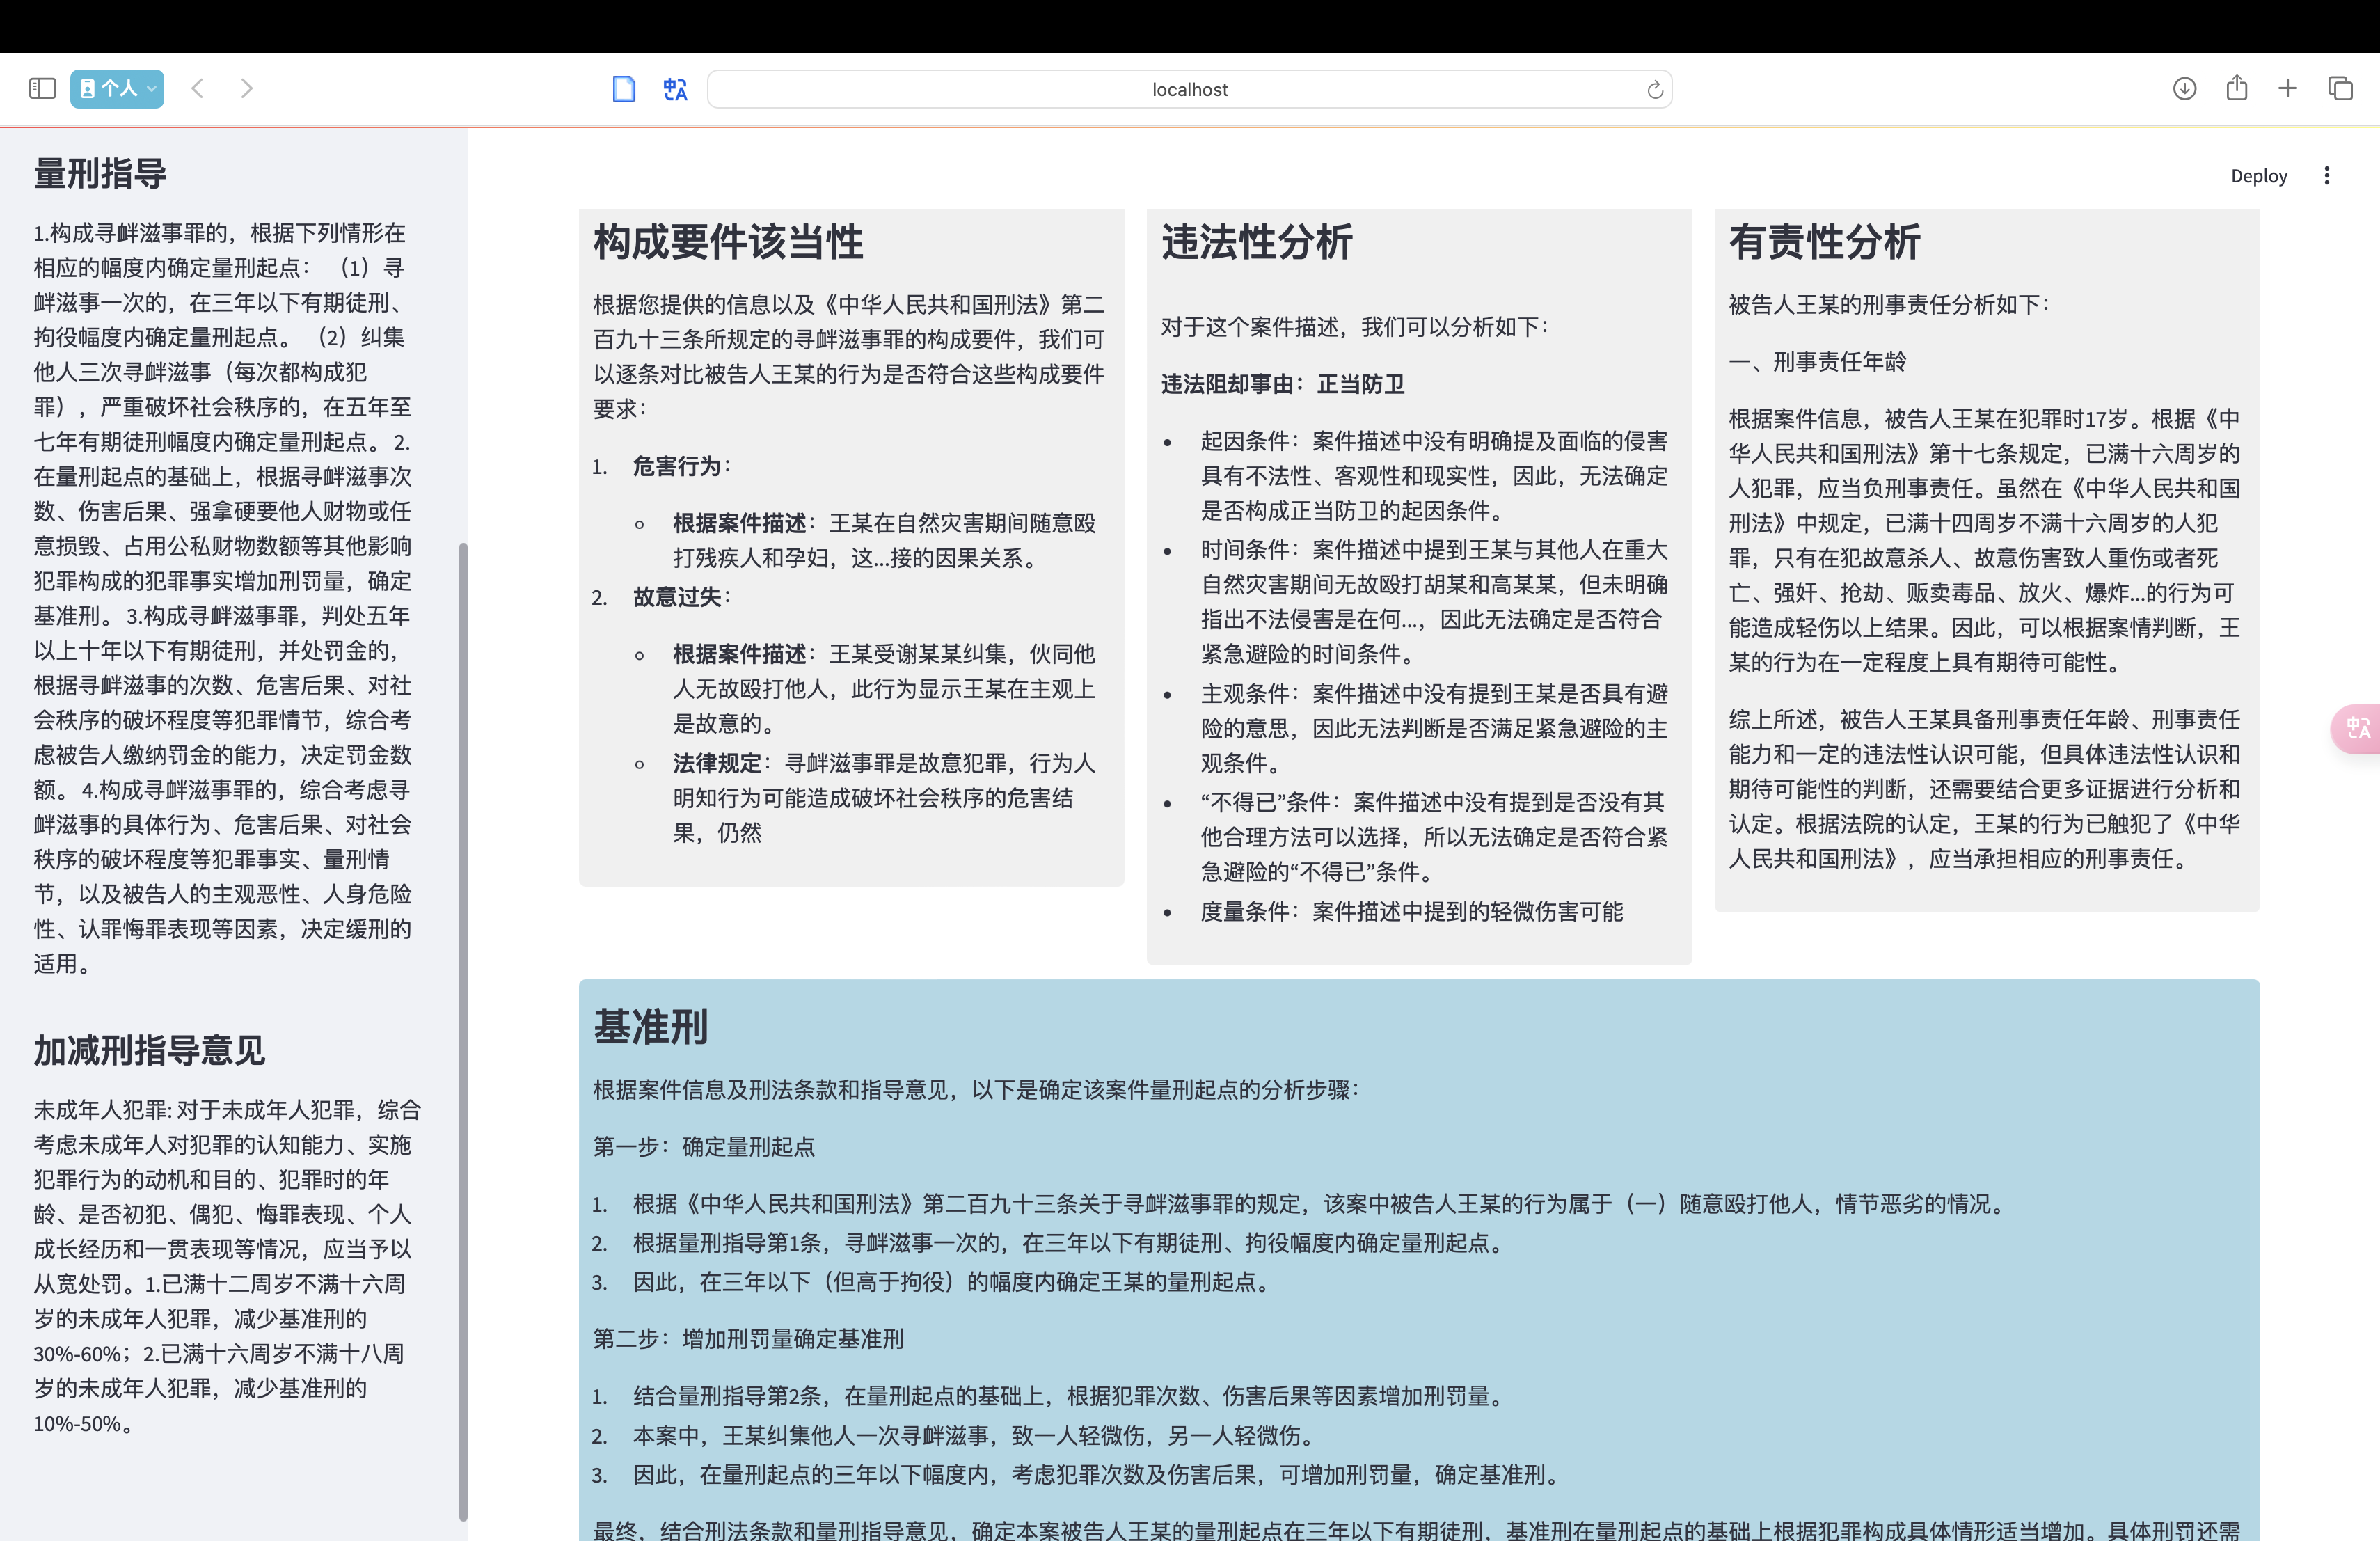 个人
localhost
Deploy
量刑指导
1.构成寻衅滋事罪的，根据下列情形在
相应的幅度内确定量刑起点：（1）寻
衅滋事一次的，在三年以下有期徒刑、
拘役幅度内确定量刑起点。（2）纠集
他人三次寻衅滋事（每次都构成犯
罪），严重破坏社会秩序的，在五年至
七年有期徒刑幅度内确定量刑起点。2.
在量刑起点的基础上，根据寻衅滋事次
数、伤害后果、强拿硬要他人财物或任
意损毁、占用公私财物数额等其他影响
犯罪构成的犯罪事实增加刑罚量，确定
基准刑。3.构成寻衅滋事罪，判处五年
以上十年以下有期徒刑，并处罚金的，
根据寻衅滋事的次数、危害后果、对社
会秩序的破坏程度等犯罪情节，综合考
虑被告人缴纳罚金的能力，决定罚金数
额。4.构成寻衅滋事罪的，综合考虑寻
衅滋事的具体行为、危害后果、对社会
秩序的破坏程度等犯罪事实、量刑情
节，以及被告人的主观恶性、人身危险
性、认罪悔罪表现等因素，决定缓刑的
适用。
加减刑指导意见
未成年人犯罪: 对于未成年人犯罪，综合
考虑未成年人对犯罪的认知能力、实施
犯罪行为的动机和目的、犯罪时的年
龄、是否初犯、偶犯、悔罪表现、个人
成长经历和一贯表现等情况，应当予以
从宽处罚。1.已满十二周岁不满十六周
岁的未成年人犯罪，减少基准刑的
30%-60%；2.已满十六周岁不满十八周
岁的未成年人犯罪，减少基准刑的
10%-50%。
构成要件该当性
根据您提供的信息以及《中华人民共和国刑法》第二
百九十三条所规定的寻衅滋事罪的构成要件，我们可
以逐条对比被告人王某的行为是否符合这些构成要件
要求：
1. 危害行为：
根据案件描述：王某在自然灾害期间随意殴
打残疾人和孕妇，这...接的因果关系。
2. 故意过失：
根据案件描述：王某受谢某某纠集，伙同他
人无故殴打他人，此行为显示王某在主观上
是故意的。
法律规定：寻衅滋事罪是故意犯罪，行为人
明知行为可能造成破坏社会秩序的危害结
果，仍然
违法性分析
对于这个案件描述，我们可以分析如下：
违法阻却事由：正当防卫
• 起因条件：案件描述中没有明确提及面临的侵害
具有不法性、客观性和现实性，因此，无法确定
是否构成正当防卫的起因条件。
• 时间条件：案件描述中提到王某与其他人在重大
自然灾害期间无故殴打胡某和高某某，但未明确
指出不法侵害是在何...，因此无法确定是否符合
紧急避险的时间条件。
• 主观条件：案件描述中没有提到王某是否具有避
险的意思，因此无法判断是否满足紧急避险的主
观条件。
• “不得已”条件：案件描述中没有提到是否没有其
他合理方法可以选择，所以无法确定是否符合紧
急避险的“不得已”条件。
• 度量条件：案件描述中提到的轻微伤害可能
有责性分析
被告人王某的刑事责任分析如下：
一、刑事责任年龄
根据案件信息，被告人王某在犯罪时17岁。根据《中
华人民共和国刑法》第十七条规定，已满十六周岁的
人犯罪，应当负刑事责任。虽然在《中华人民共和国
刑法》中规定，已满十四周岁不满十六周岁的人犯
罪，只有在犯故意杀人、故意伤害致人重伤或者死
亡、强奸、抢劫、贩卖毒品、放火、爆炸...的行为可
能造成轻伤以上结果。因此，可以根据案情判断，王
某的行为在一定程度上具有期待可能性。
综上所述，被告人王某具备刑事责任年龄、刑事责任
能力和一定的违法性认识可能，但具体违法性认识和
期待可能性的判断，还需要结合更多证据进行分析和
认定。根据法院的认定，王某的行为已触犯了《中华
人民共和国刑法》，应当承担相应的刑事责任。
基准刑
根据案件信息及刑法条款和指导意见，以下是确定该案件量刑起点的分析步骤：
第一步：确定量刑起点
1. 根据《中华人民共和国刑法》第二百九十三条关于寻衅滋事罪的规定，该案中被告人王某的行为属于（一）随意殴打他人，情节恶劣的情况。
2. 根据量刑指导第1条，寻衅滋事一次的，在三年以下有期徒刑、拘役幅度内确定量刑起点。
3. 因此，在三年以下（但高于拘役）的幅度内确定王某的量刑起点。
第二步：增加刑罚量确定基准刑
1. 结合量刑指导第2条，在量刑起点的基础上，根据犯罪次数、伤害后果等因素增加刑罚量。
2. 本案中，王某纠集他人一次寻衅滋事，致一人轻微伤，另一人轻微伤。
3. 因此，在量刑起点的三年以下幅度内，考虑犯罪次数及伤害后果，可增加刑罚量，确定基准刑。
最终，结合刑法条款和量刑指导意见，确定本案被告人王某的量刑起点在三年以下有期徒刑，基准刑在量刑起点的基础上根据犯罪构成具体情形适当增加。具体刑罚还需